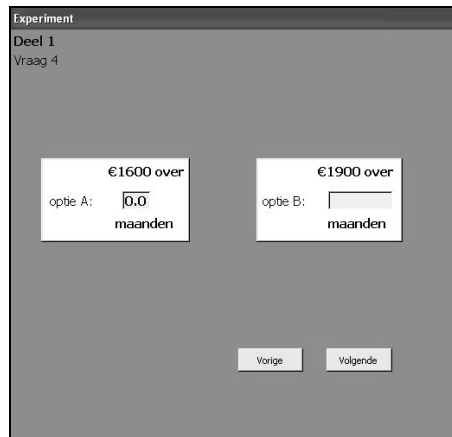 Experiment
Deel 1
Vraag 4
€1600 over
optie A: 0.0
maanden
€1900 over
optie B:
maanden
Vorige
Volgende